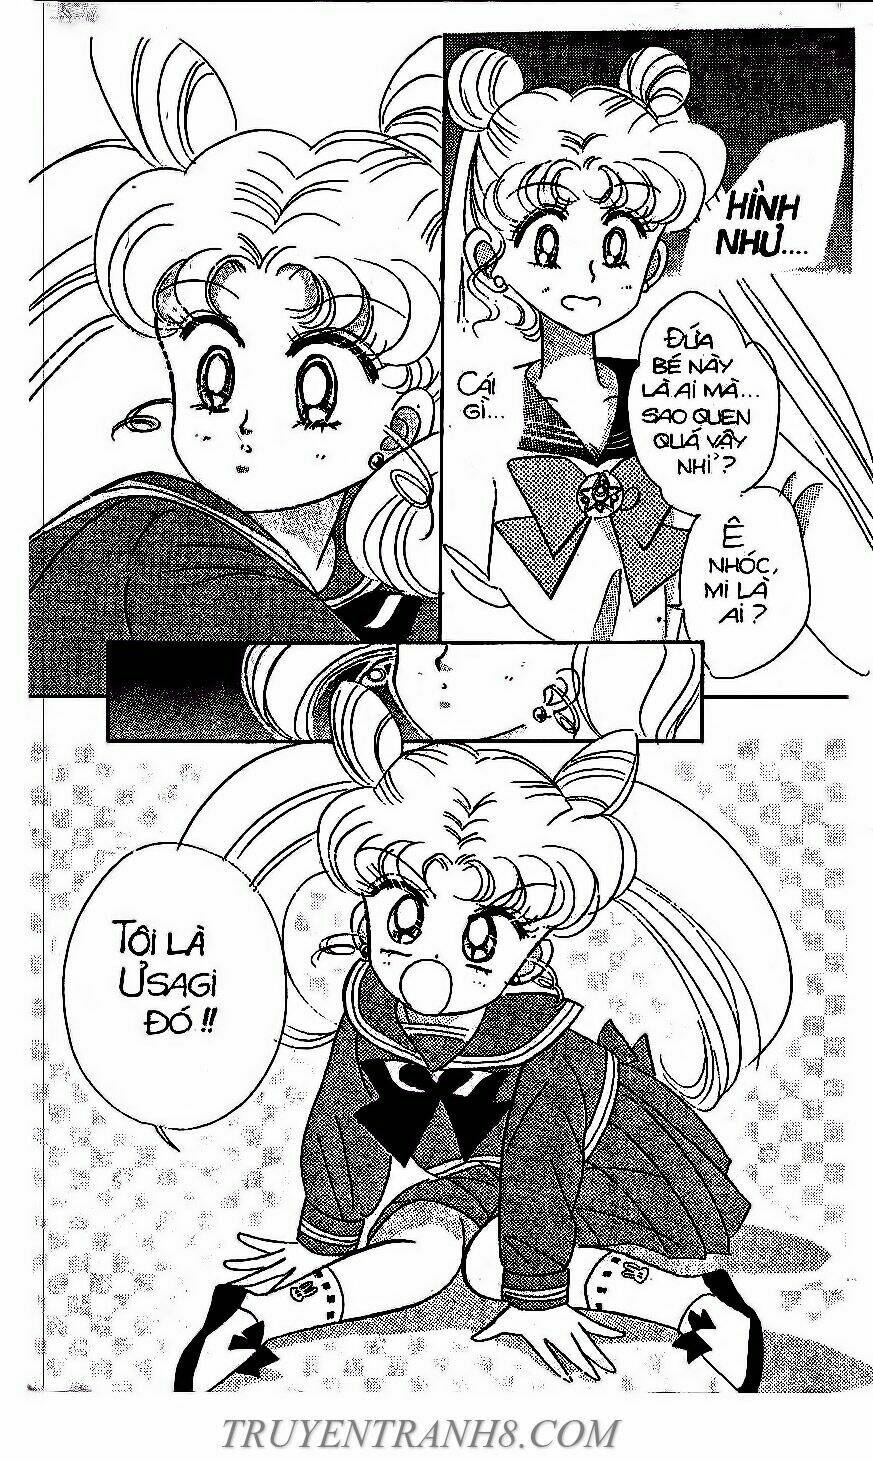 HÌNH
NHƯ....
CÁI
GÌ...
ĐỨA
BÉ NÀY
LÀ AI MÀ...
SAO QUEN
QUÁ VẬY
NHỈ ?
Ê
NHÓC,
MI LÀ
AI ?
TÔI LÀ
ỦSAGI
ĐÓ !!
TRUYENTRANH8.COM